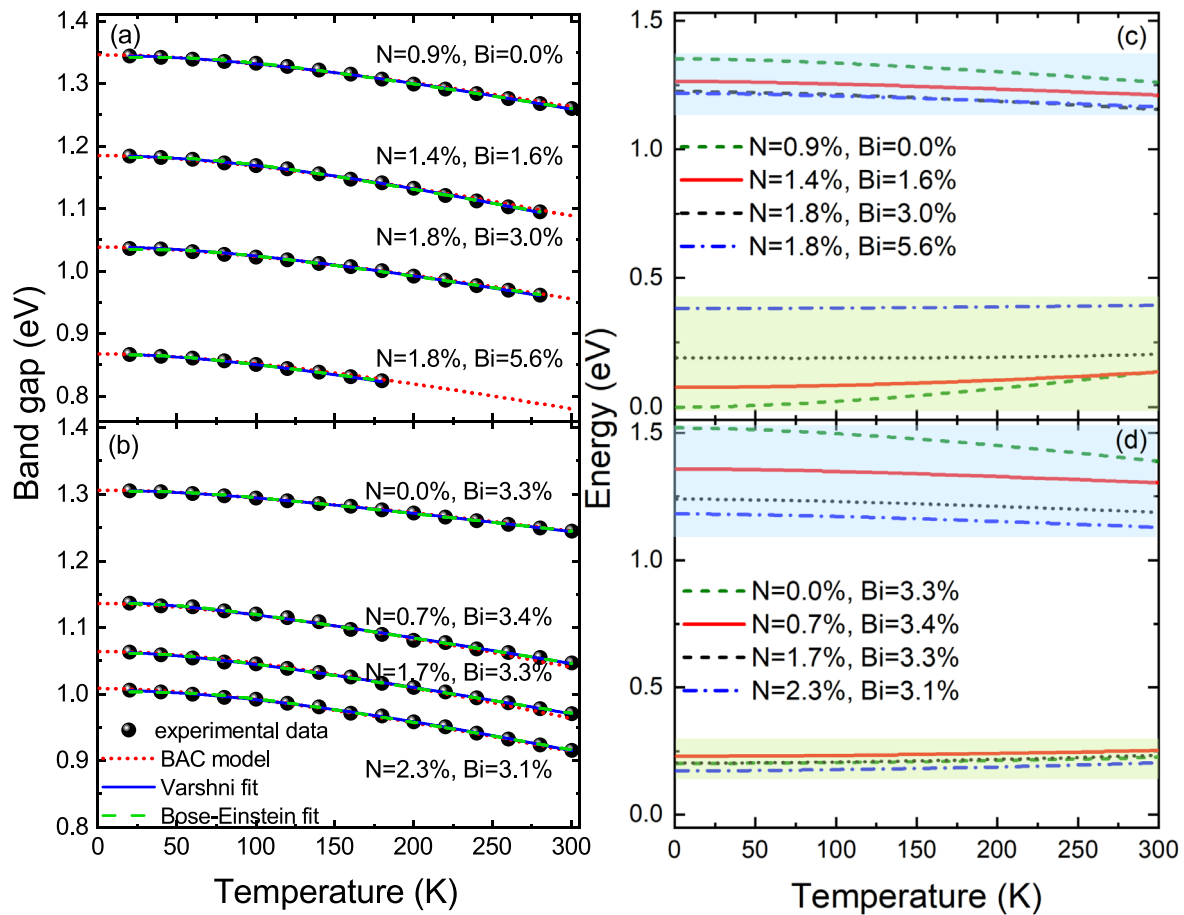 (a)
N=0.9%, Bi=0.0%
N=1.4%, Bi=1.6%
N=1.8%, Bi=3.0%
N=1.8%, Bi=5.6%
1.4
1.3
1.2
1.1
1.0
0.9
0.8
(b)
N=0.0%, Bi=3.3%
N=0.7%, Bi=3.4%
N=1.7%, Bi=3.3%
N=2.3%, Bi=3.1%
experimental data
BAC model
Varshni fit
Bose-Einstein fit
1.4
1.3
1.2
1.1
1.0
0.9
0.8
0 50 100 150 200 250 300
Band gap (eV)
Temperature (K)
(c)
N=0.9%, Bi=0.0%
N=1.4%, Bi=1.6%
N=1.8%, Bi=3.0%
N=1.8%, Bi=5.6%
1.5
1.0
0.5
0.0
(d)
N=0.0%, Bi=3.3%
N=0.7%, Bi=3.4%
N=1.7%, Bi=3.3%
N=2.3%, Bi=3.1%
1.5
1.0
0.5
0.0
0 50 100 150 200 250 300
Energy (eV)
Temperature (K)